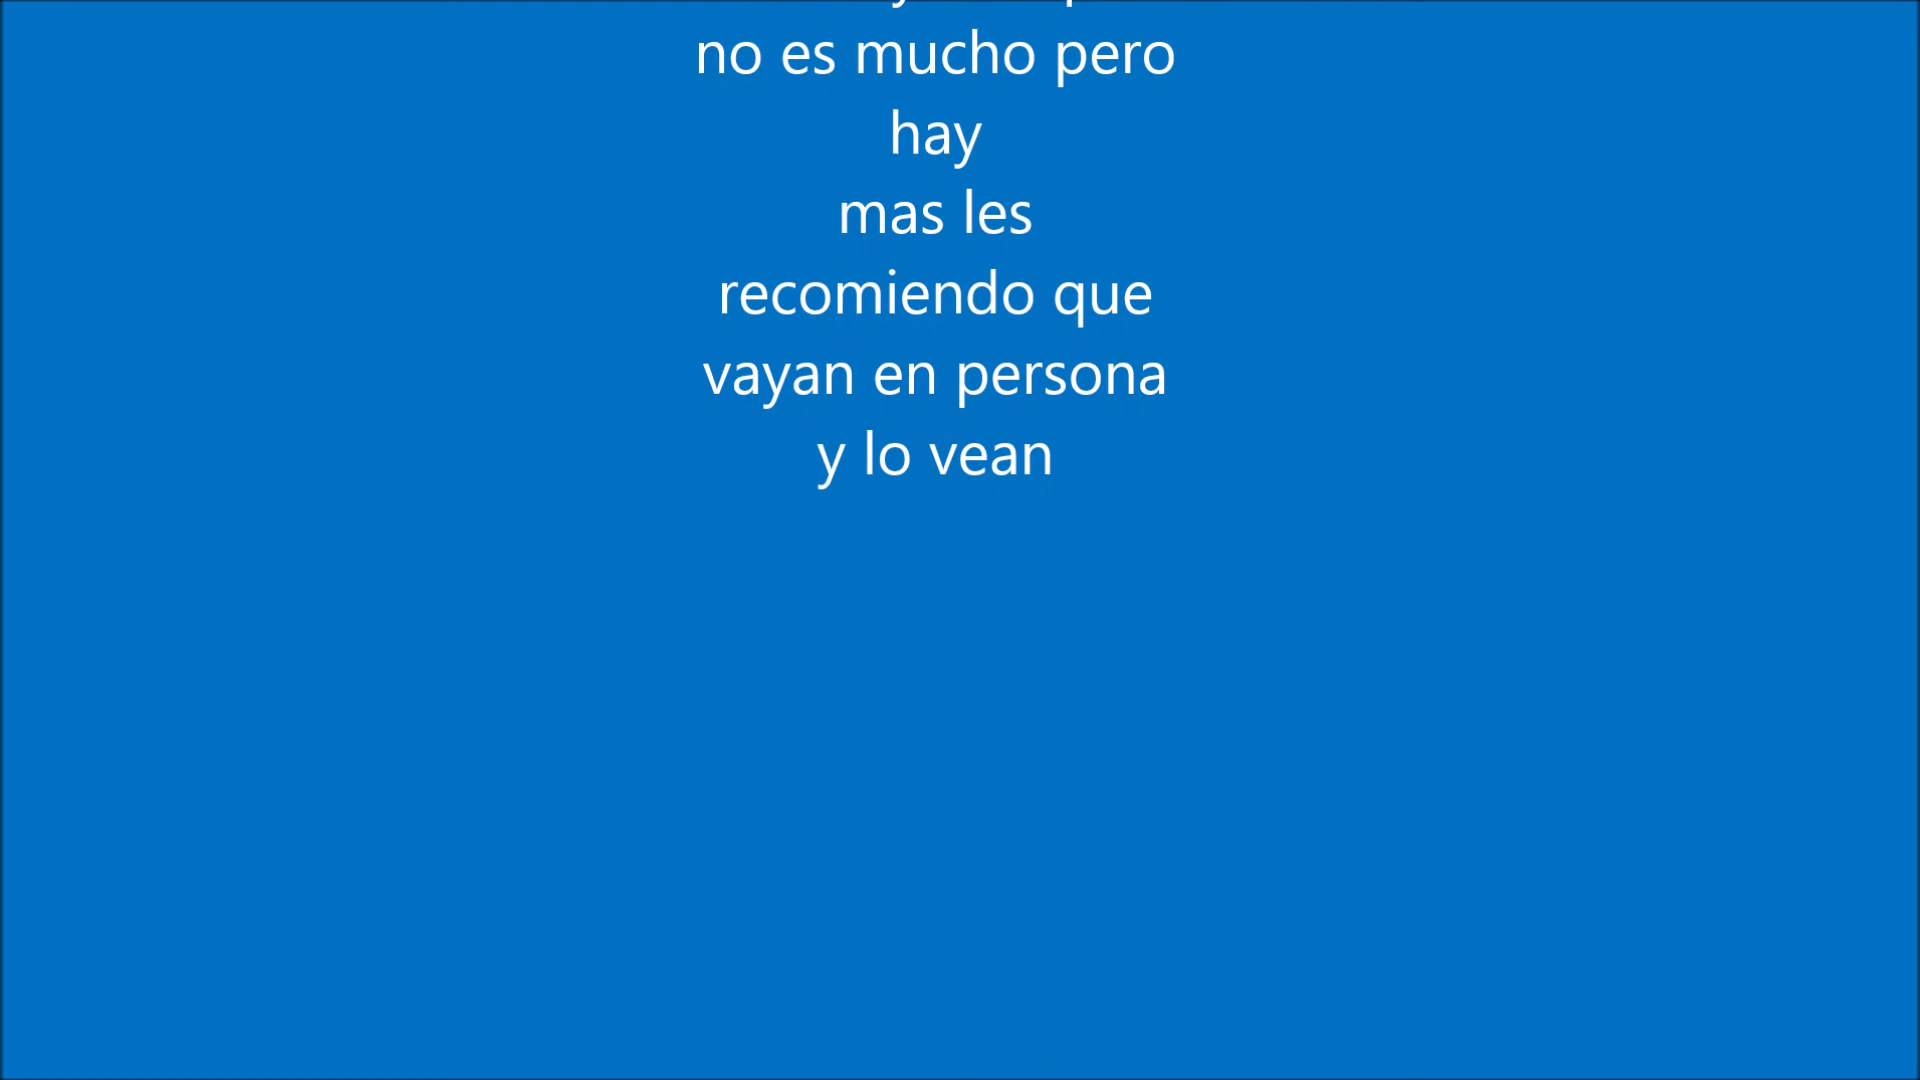 no es mucho pero
hay
mas les
recomiendo que
vayan en persona
y lo vean